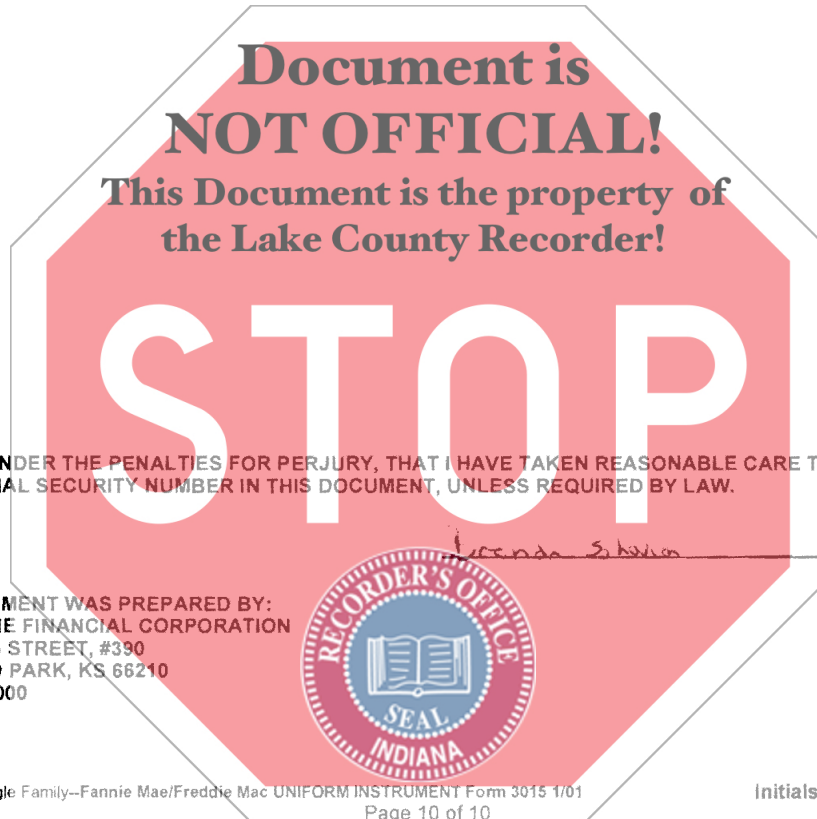 Document is
NOT OFFICIAL!
This Document is the property of
the Lake County Recorder!
STOP
NDER THE PENALTIES FOR PERJURY, THAT I HAVE TAKEN REASONABLE CARE T
AL SECURITY NUMBER IN THIS DOCUMENT, UNLESS REQUIRED BY LAW.
MENT WAS PREPARED BY:
E FINANCIAL CORPORATION
STREET, #390
PARK, KS 66210
00
RECORDER'S OFFICE
SEAL
INDIANA
gle Family--Fannie Mae/Freddie Mac UNIFORM INSTRUMENT Form 3015 1/01
Initials
Page 10 of 10